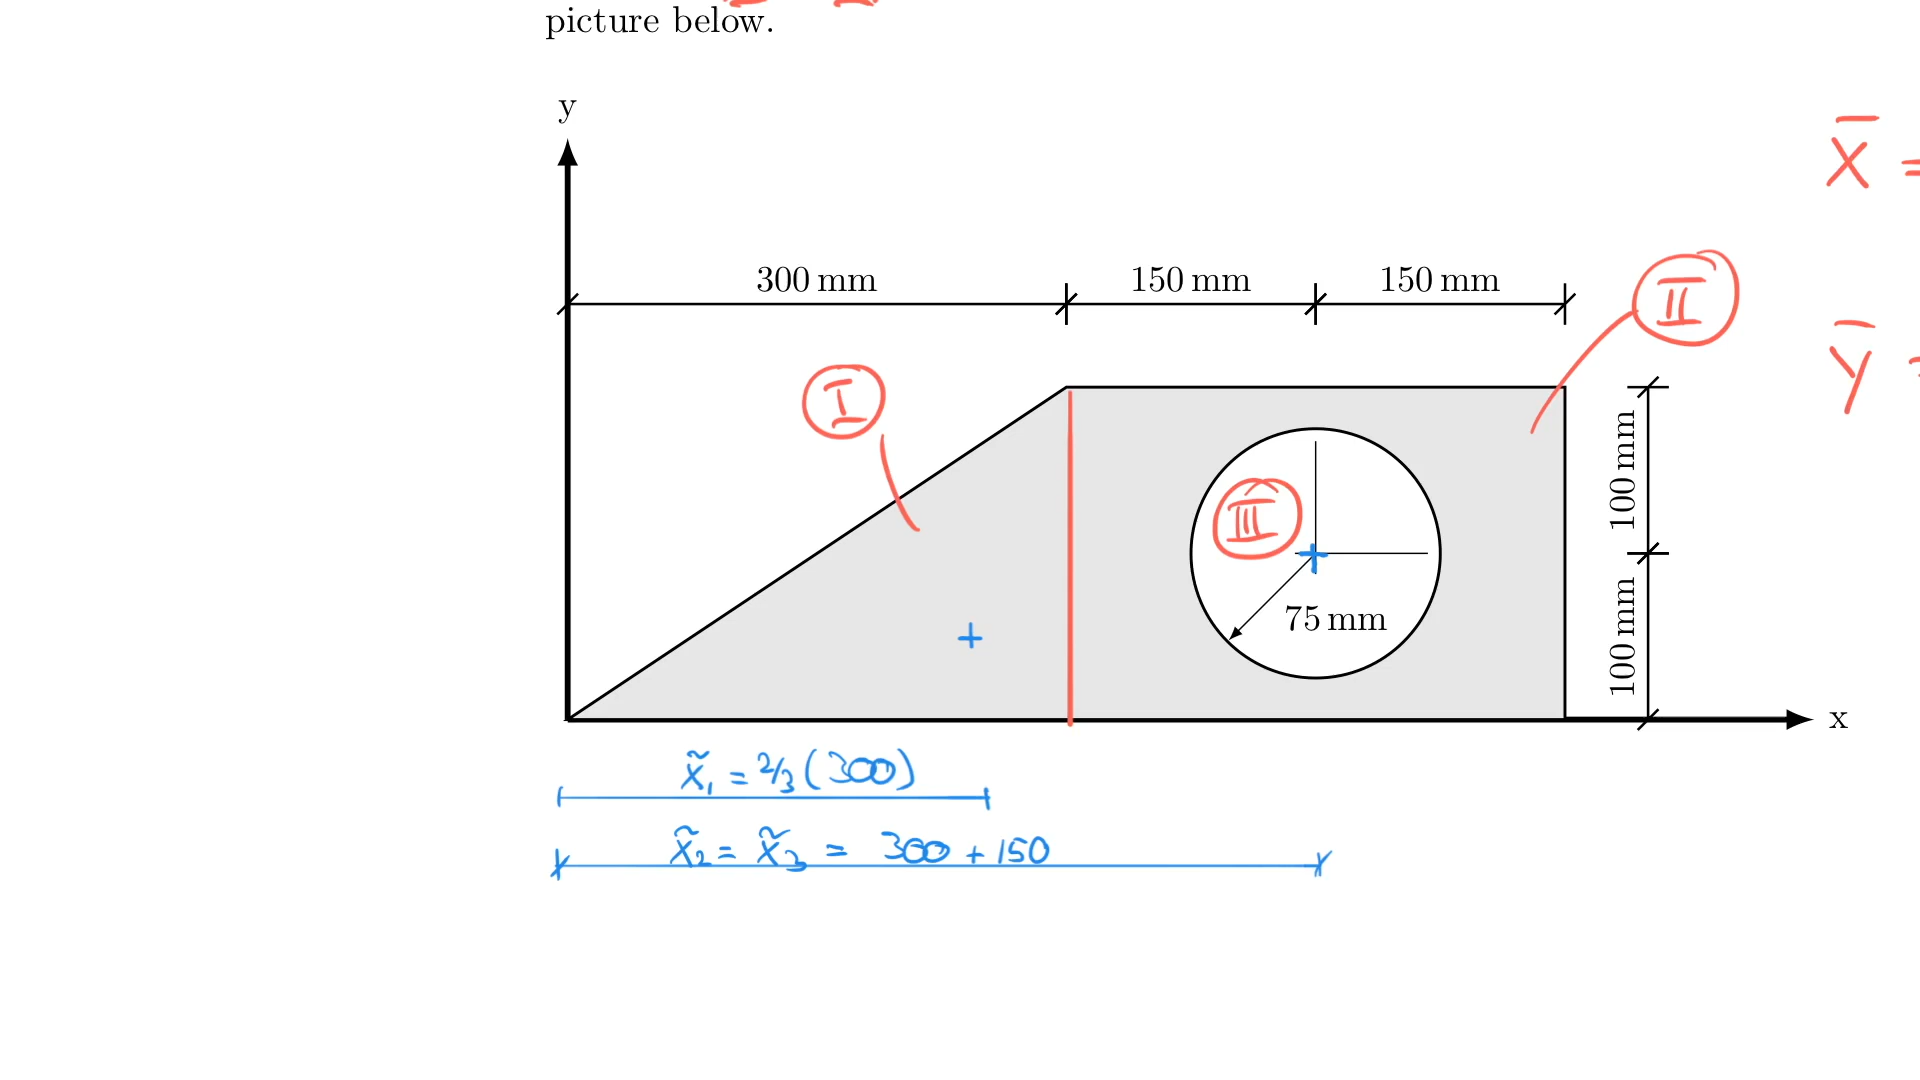 picture below.
y
X̄ =
300 mm 150 mm 150 mm
II
Ȳ =
I
100 mm
III
75 mm
100 mm
x
x̃₁ = 2/3 (300)
x̃₂ = x̃₃ = 300 + 150